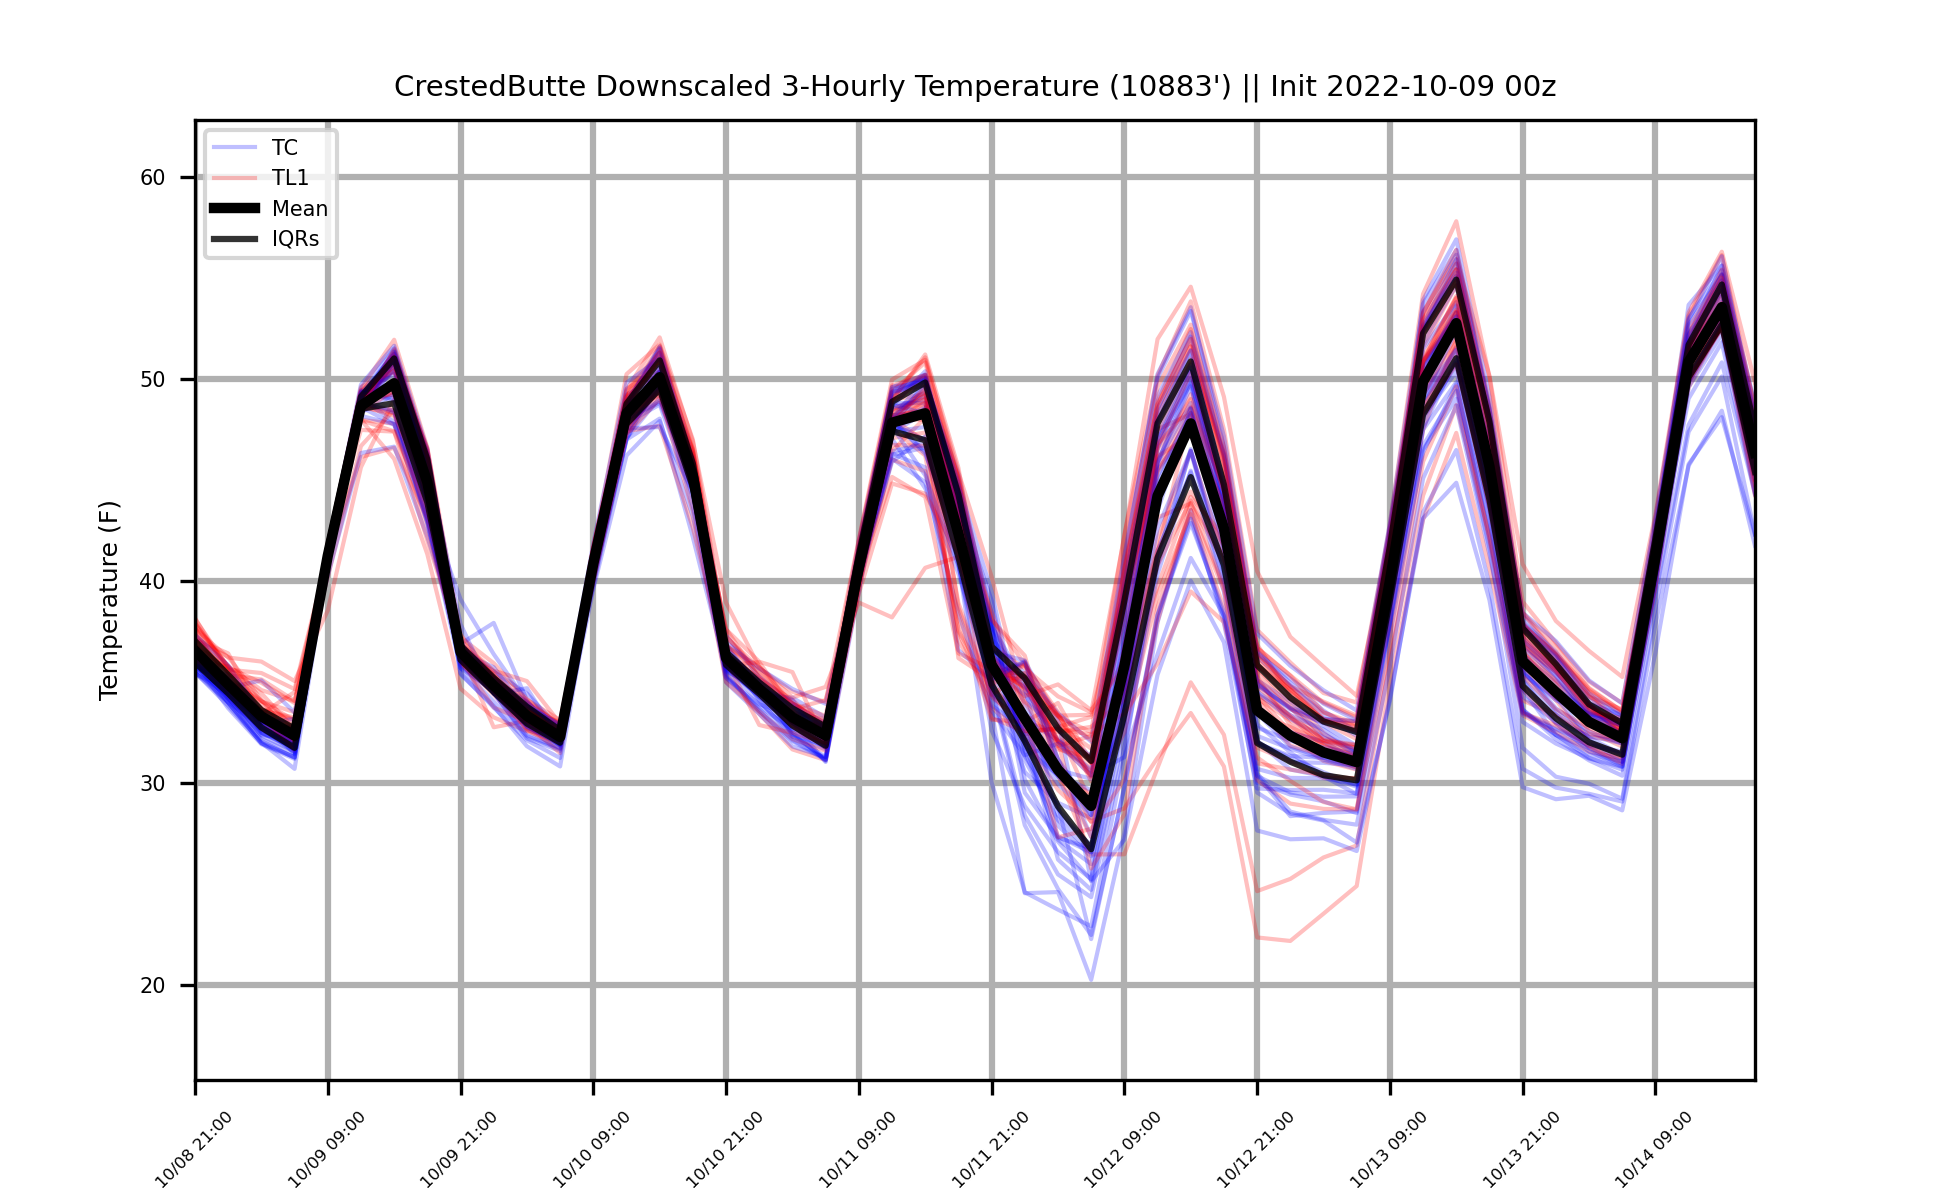 CrestedButte Downscaled 3-Hourly Temperature (10883') || Init 2022-10-09 00z
TC
TL1
Mean
IQRs
60
50
40
30
20
Temperature (F)
10/08 21:00
10/09 09:00
10/09 21:00
10/10 09:00
10/10 21:00
10/11 09:00
10/11 21:00
10/12 09:00
10/12 21:00
10/13 09:00
10/13 21:00
10/14 09:00